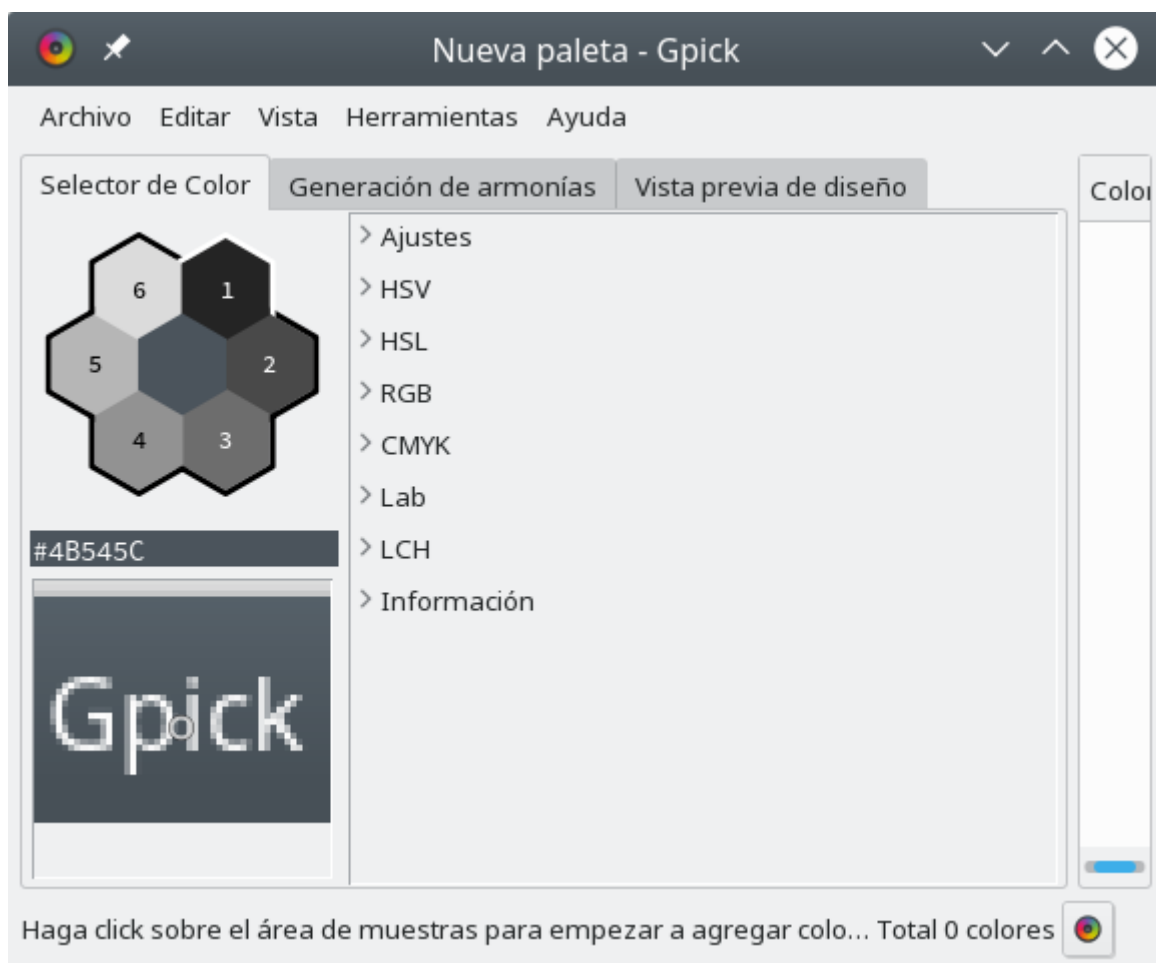 Nueva paleta - Gpick
Archivo Editar Vista Herramientas Ayuda
Selector de Color Generación de armonías Vista previa de diseño Color
6 1
5 2
4 3
#4B545C
Gpick
Ajustes
HSV
HSL
RGB
CMYK
Lab
LCH
Información
Haga click sobre el área de muestras para empezar a agregar colo... Total 0 colores